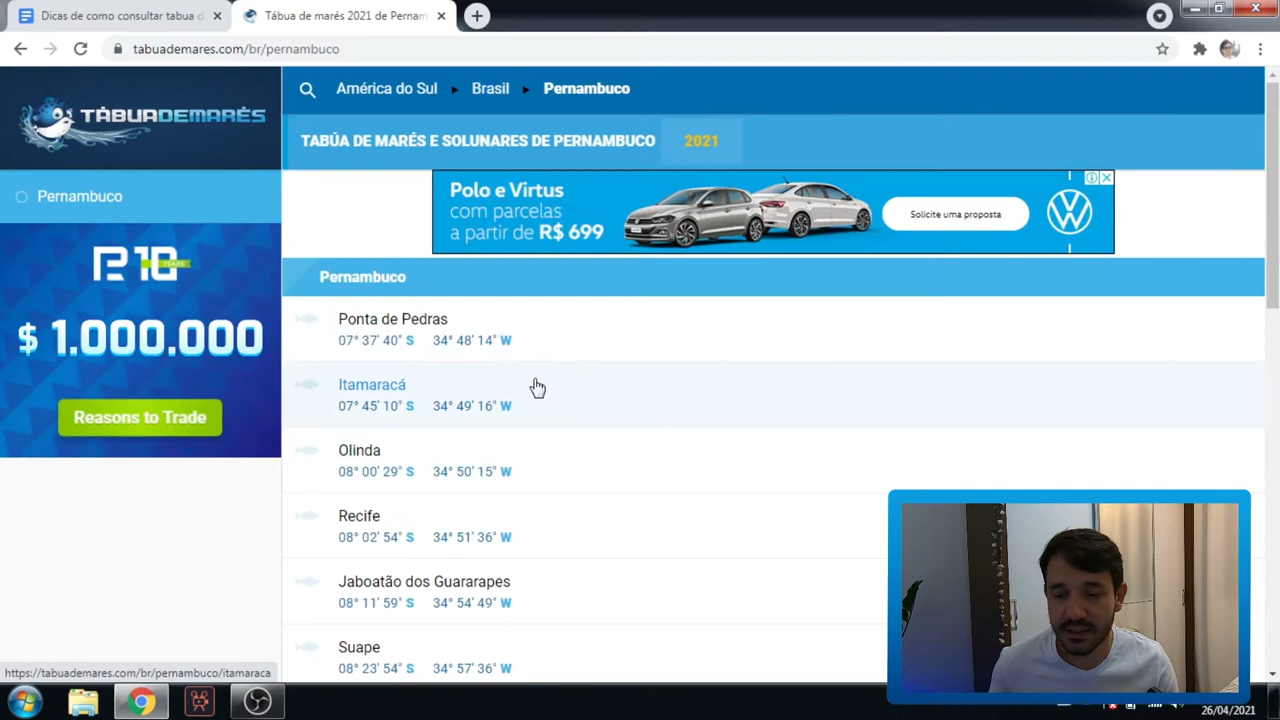 Dicas de como consultar tabua d
Tábua de marés 2021 de Pernam
tabuademares.com/br/pernambuco
TÁBUADEMARÉS
América do Sul Brasil Pernambuco
TABÚA DE MARÉS E SOLUNARES DE PERNAMBUCO 2021
Pernambuco
Polo e Virtus
com parcelas
a partir de R$ 699
Solicite uma proposta
10
YEARS
$ 1.000.000
Reasons to Trade
Pernambuco
Ponta de Pedras
07° 37' 40" S 34° 48' 14" W
Itamaracá
07° 45' 10" S 34° 49' 16" W
Olinda
08° 00' 29" S 34° 50' 15" W
Recife
08° 02' 54" S 34° 51' 36" W
Jaboatão dos Guararapes
08° 11' 59" S 34° 54' 49" W
Suape
08° 23' 54" S 34° 57' 36" W
https://tabuademares.com/br/pernambuco/itamaraca
26/04/2021